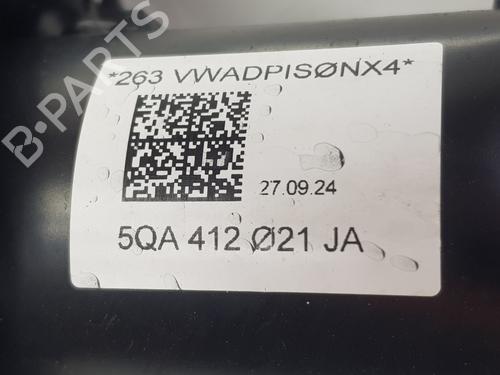 *263 VWADPISØNX4*
27.09.24
5QA 412 Ø21 JA
B-PARTS